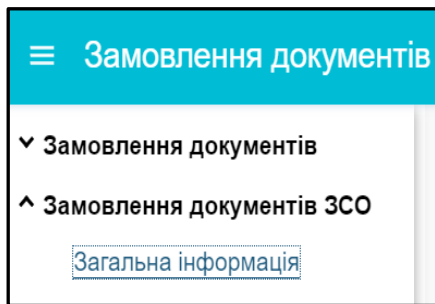 Замовлення документів
Замовлення документів
Замовлення документів ЗСО
Загальна інформація